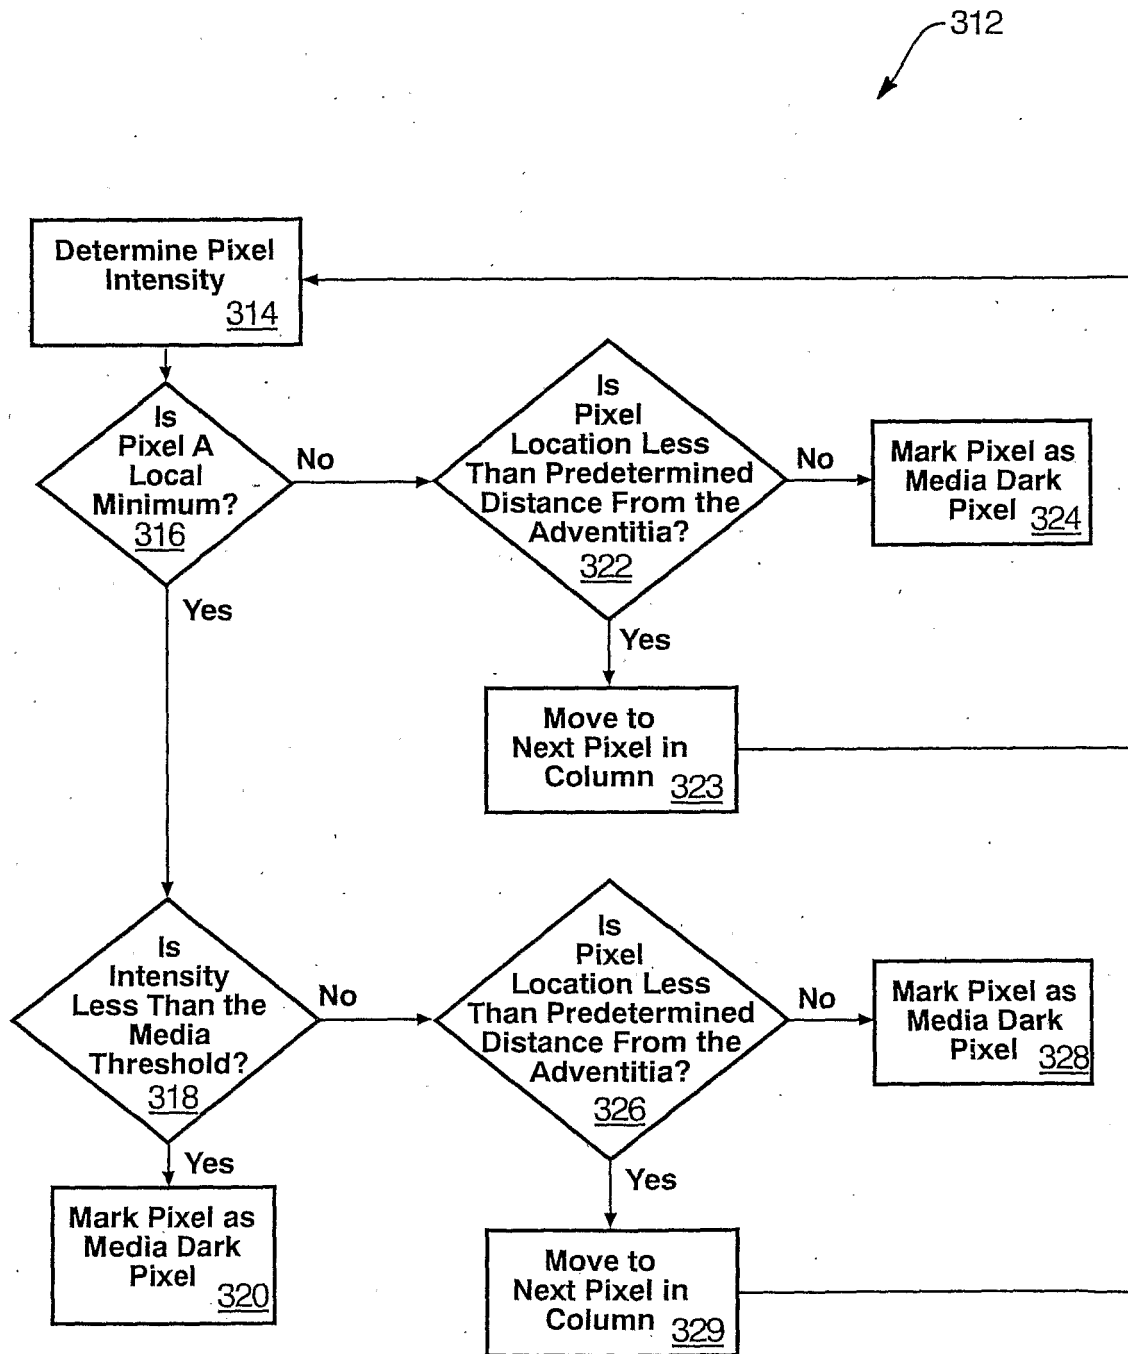 312
Determine Pixel
Intensity
314
Is
Pixel A
Local
Minimum?
316
No
Yes
Is
Pixel
Location Less
Than Predetermined
Distance From the
Adventitia?
322
No
Yes
Mark Pixel as
Media Dark
Pixel 324
Move to
Next Pixel in
Column 323
Is
Intensity
Less Than the
Media
Threshold?
318
No
Yes
Is
Pixel
Location Less
Than Predetermined
Distance From the
Adventitia?
326
No
Yes
Mark Pixel as
Media Dark
Pixel 328
Mark Pixel as
Media Dark
Pixel 320
Move to
Next Pixel in
Column 329